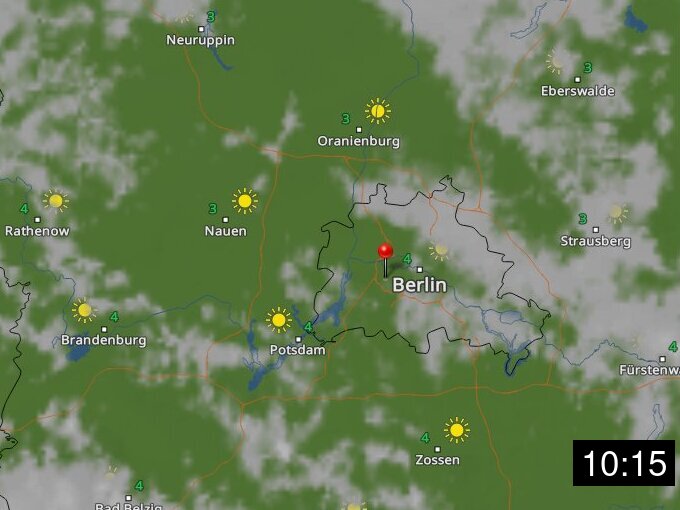 3
Neuruppin
3
Eberswalde
3
Oranienburg
4
Rathenow
3
Nauen
3
Strausberg
4
Berlin
4
Brandenburg
4
Potsdam
4
Fürstenwa
4
Zossen
10:15
4
Bad Belzig